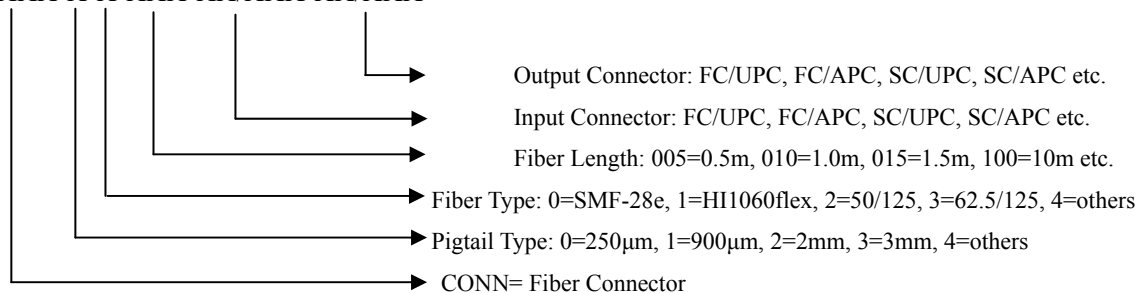 Output Connector: FC/UPC, FC/APC, SC/UPC, SC/APC etc.
Input Connector: FC/UPC, FC/APC, SC/UPC, SC/APC etc.
Fiber Length: 005=0.5m, 010=1.0m, 015=1.5m, 100=10m etc.
Fiber Type: 0=SMF-28e, 1=HI1060flex, 2=50/125, 3=62.5/125, 4=others
Pigtail Type: 0=250μm, 1=900μm, 2=2mm, 3=3mm, 4=others
CONN= Fiber Connector